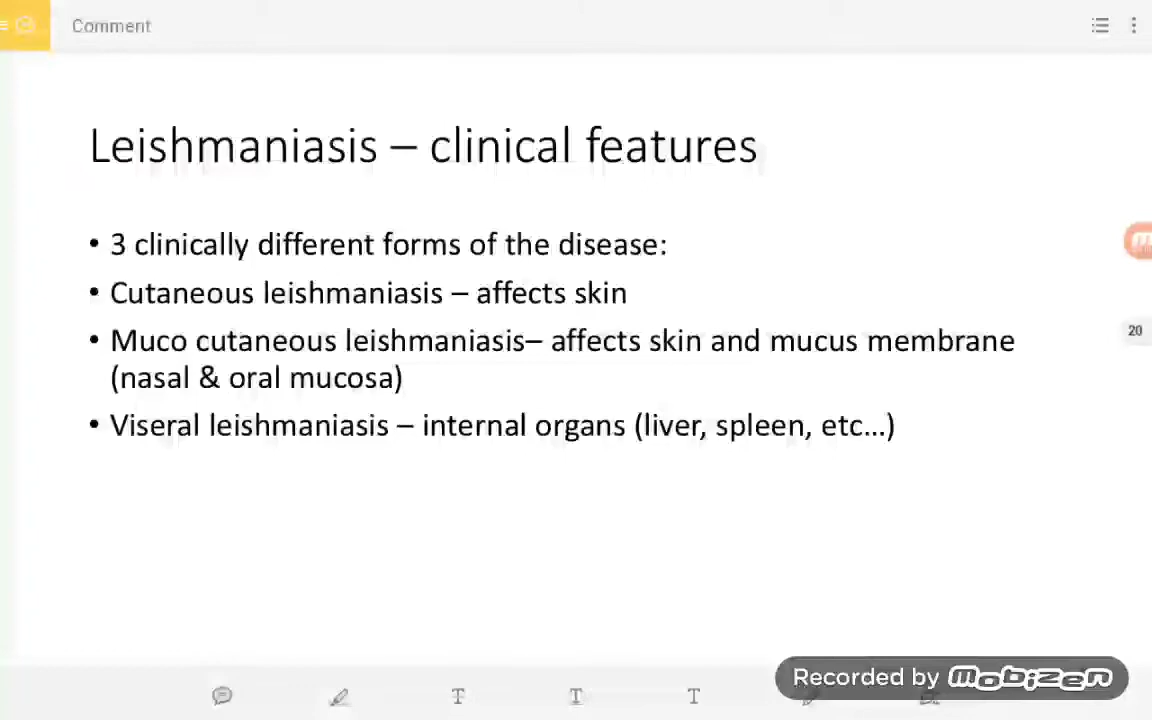 Comment
Leishmaniasis – clinical features
• 3 clinically different forms of the disease:
• Cutaneous leishmaniasis – affects skin
• Muco cutaneous leishmaniasis– affects skin and mucus membrane
(nasal & oral mucosa)
• Viseral leishmaniasis – internal organs (liver, spleen, etc...)
20
Recorded by mobizen